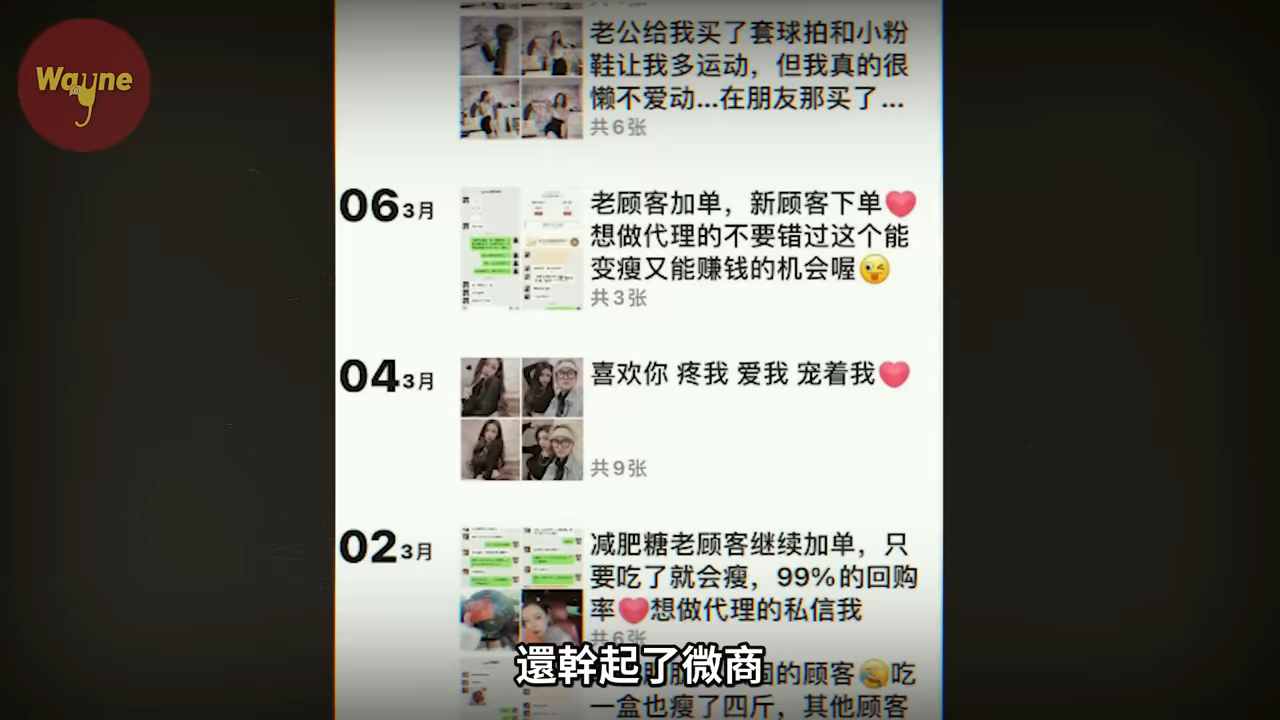 Wayne
老公给我买了套球拍和小粉
鞋让我多运动，但我真的很
懒不爱动...在朋友那买了...
共6张
06 3月
老顾客加单，新顾客下单❤️
想做代理的不要错过这个能
变瘦又能赚钱的机会喔😜
共3张
04 3月
喜欢你 疼我 爱我 宠着我❤️
共9张
02 3月
减肥糖老顾客继续加单，只
要吃了就会瘦，99%的回购
率❤️想做代理的私信我
共6张
的顾客😂吃
一盒也瘦了四斤，其他顾客
還幹起了微商